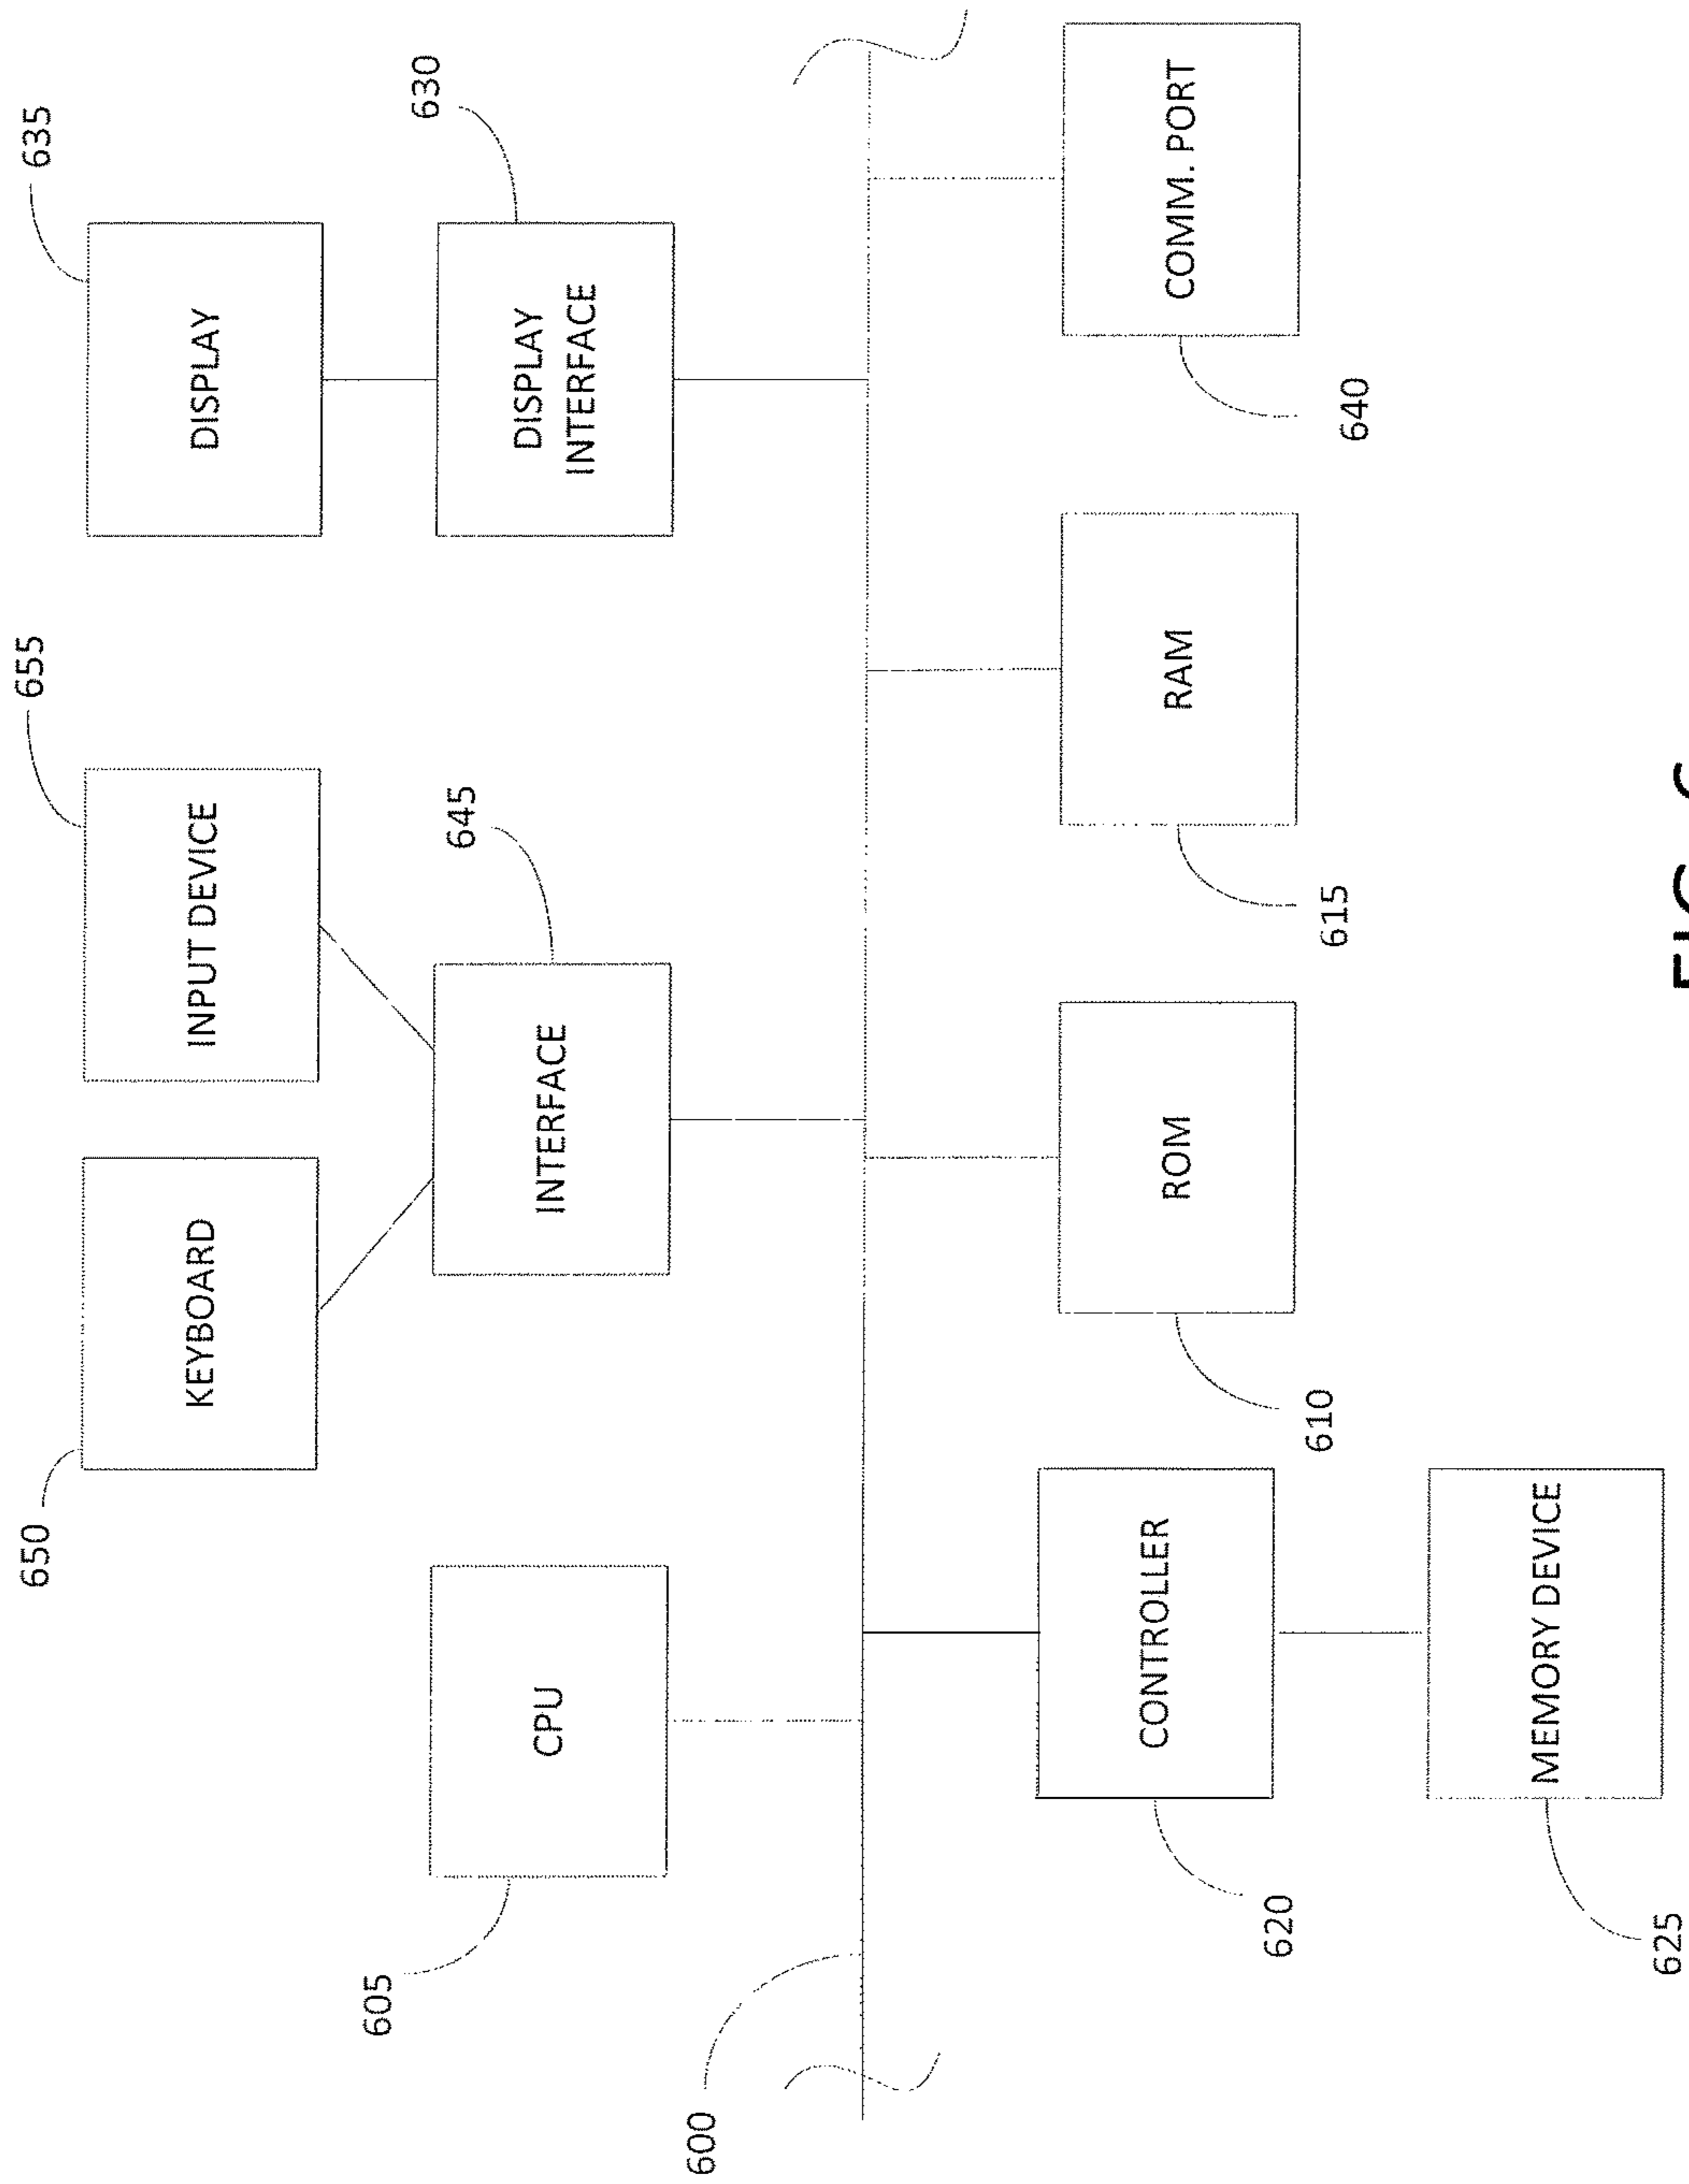 650
655
635
KEYBOARD
INPUT DEVICE
DISPLAY
605
645
630
CPU
INTERFACE
DISPLAY
INTERFACE
600
CONTROLLER
ROM
RAM
COMM. PORT
620
610
615
640
MEMORY DEVICE
625